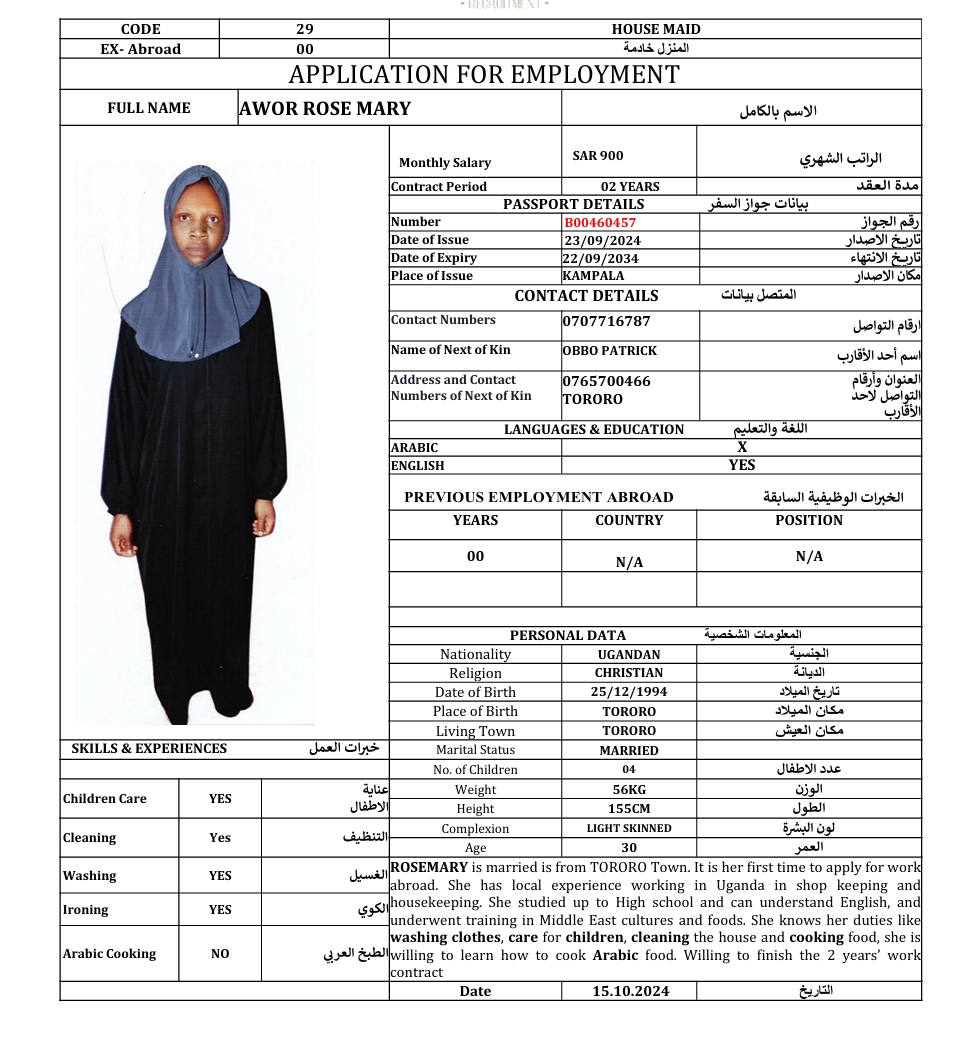 • RECRUITMENT •
CODE 29 HOUSE MAID
EX- Abroad 00 المنزل خادمة
APPLICATION FOR EMPLOYMENT
FULL NAME AWOR ROSE MARY الاسم بالكامل
Monthly Salary SAR 900 الراتب الشهري
Contract Period 02 YEARS مدة العقد
PASSPORT DETAILS بيانات جواز السفر
Number B00460457 رقم الجواز
Date of Issue 23/09/2024 تاريخ الاصدار
Date of Expiry 22/09/2034 تاريخ الانتهاء
Place of Issue KAMPALA مكان الاصدار
CONTACT DETAILS المتصل بيانات
Contact Numbers 0707716787 ارقام التواصل
Name of Next of Kin OBBO PATRICK اسم أحد الأقارب
Address and Contact 0765700466 العنوان وأرقام
Numbers of Next of Kin TORORO التواصل لاحد
الأقارب
LANGUAGES & EDUCATION اللغة والتعليم
ARABIC X
ENGLISH YES
PREVIOUS EMPLOYMENT ABROAD الخبرات الوظيفية السابقة
YEARS COUNTRY POSITION
00 N/A N/A
PERSONAL DATA المعلومات الشخصية
Nationality UGANDAN الجنسية
Religion CHRISTIAN الديانة
Date of Birth 25/12/1994 تاريخ الميلاد
Place of Birth TORORO مكان الميلاد
Living Town TORORO مكان العيش
Marital Status MARRIED
No. of Children 04 عدد الاطفال
Weight 56KG الوزن
Height 155CM الطول
Complexion LIGHT SKINNED لون البشرة
Age 30 العمر
SKILLS & EXPERIENCES خبرات العمل
Children Care YES عناية
الاطفال
Cleaning Yes التنظيف
Washing YES الغسيل
Ironing YES الكوي
Arabic Cooking NO الطبخ العربي
ROSEMARY is married is from TORORO Town. It is her first time to apply for work
abroad. She has local experience working in Uganda in shop keeping and
housekeeping. She studied up to High school and can understand English, and
underwent training in Middle East cultures and foods. She knows her duties like
washing clothes, care for children, cleaning the house and cooking food, she is
willing to learn how to cook Arabic food. Willing to finish the 2 years’ work
contract
Date 15.10.2024 التاريخ